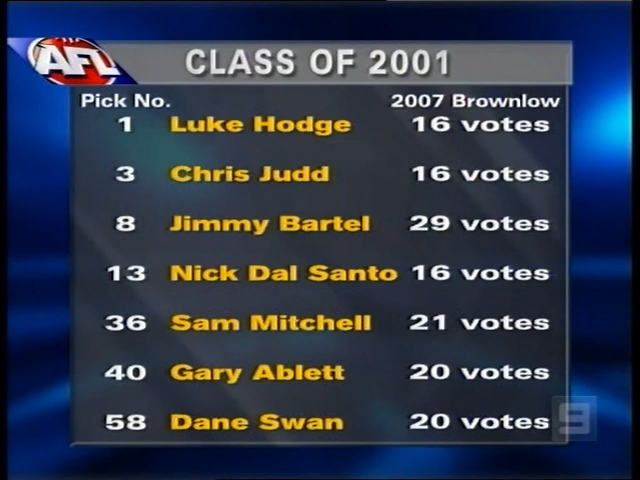 AFL
CLASS OF 2001
Pick No. 2007 Brownlow
1 Luke Hodge 16 votes
3 Chris Judd 16 votes
8 Jimmy Bartel 29 votes
13 Nick Dal Santo 16 votes
36 Sam Mitchell 21 votes
40 Gary Ablett 20 votes
58 Dane Swan 20 votes
9